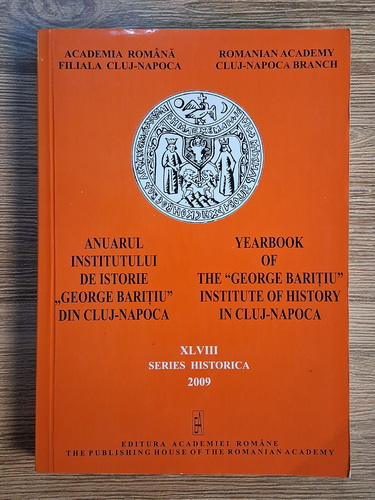 ACADEMIA ROMÂNĂ
FILIALA CLUJ-NAPOCA
ROMANIAN ACADEMY
CLUJ-NAPOCA BRANCH
ANUARUL
INSTITUTULUI
DE ISTORIE
„GEORGE BARIȚIU”
DIN CLUJ-NAPOCA
YEARBOOK
OF
THE “GEORGE BARIȚIU”
INSTITUTE OF HISTORY
IN CLUJ-NAPOCA
XLVIII
SERIES HISTORICA
2009
EDITURA ACADEMIEI ROMÂNE
THE PUBLISHING HOUSE OF THE ROMANIAN ACADEMY